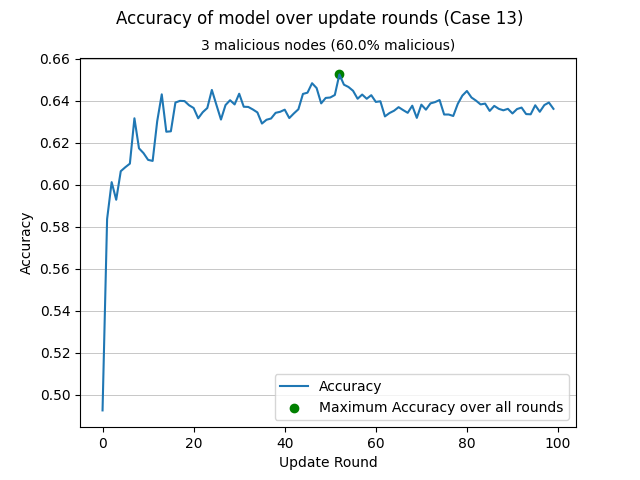 Accuracy of model over update rounds (Case 13)
3 malicious nodes (60.0% malicious)
0.66
0.64
0.62
0.60
0.58
0.56
0.54
0.52
0.50
Accuracy
Accuracy
Maximum Accuracy over all rounds
0 20 40 60 80 100
Update Round